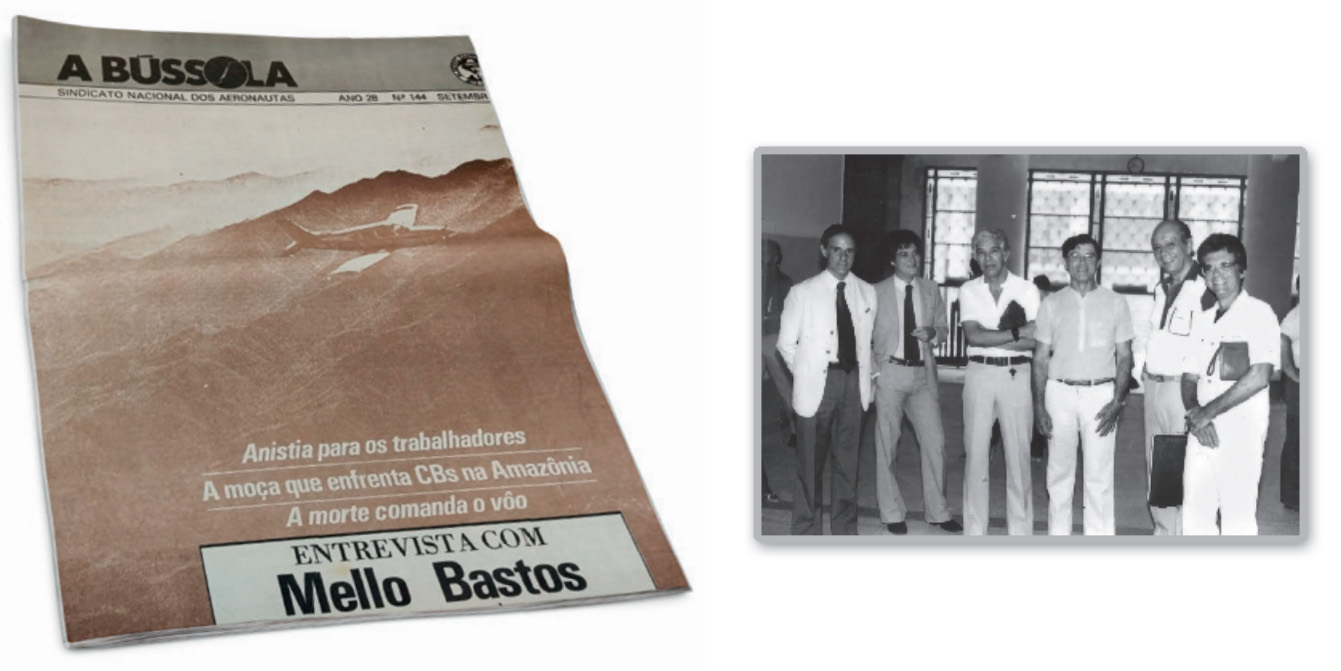 A BÚSSOLA
SINDICATO NACIONAL DOS AERONAUTAS ANO 28 Nº 144 SETEMBR
Anistia para os trabalhadores
A moça que enfrenta CBs na Amazônia
A morte comanda o vôo
ENTREVISTA COM
Mello Bastos